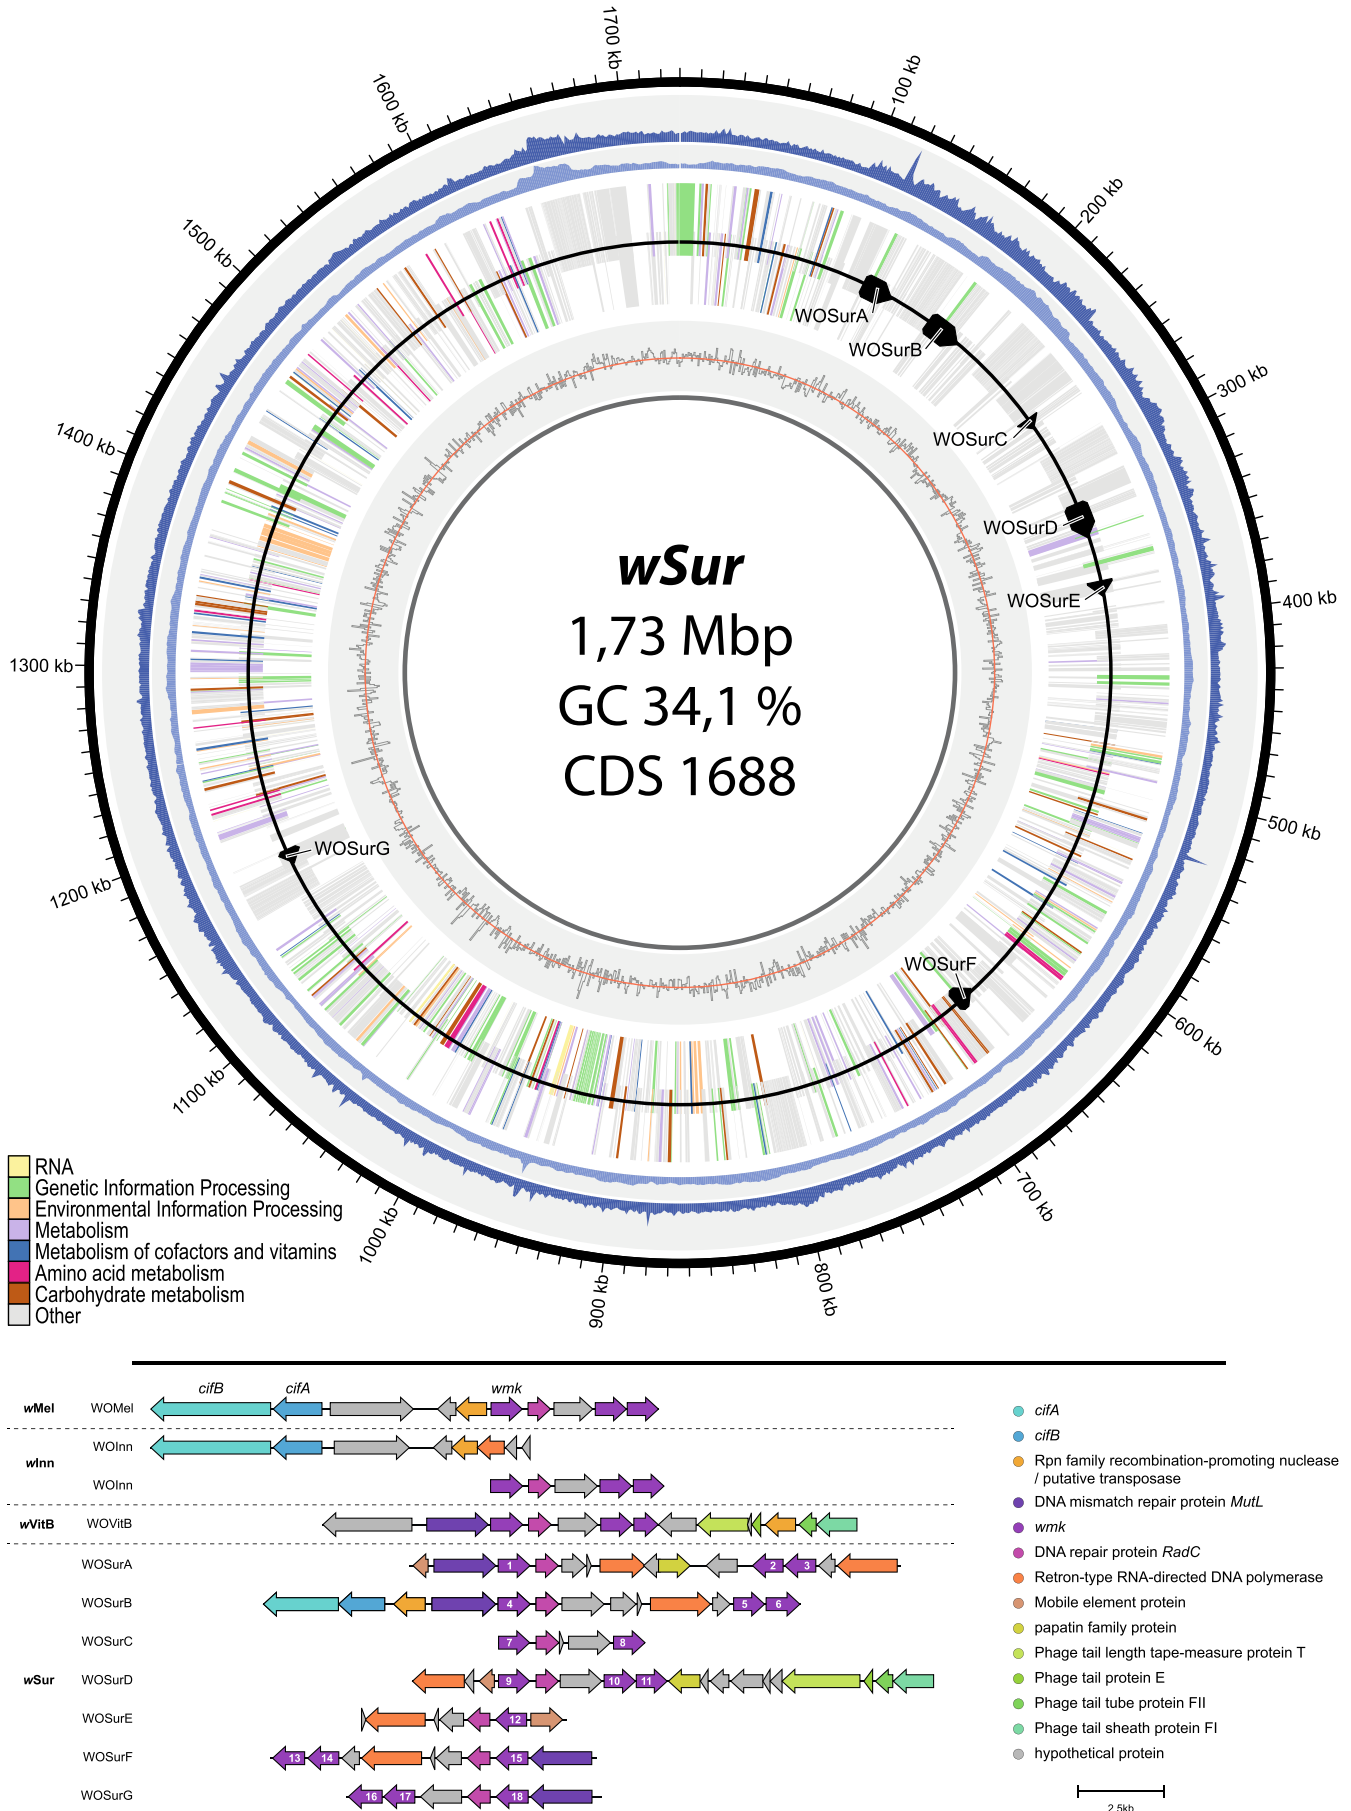 1700 kb
100 kb
1600 kb
200 kb
1500 kb
300 kb
1400 kb
400 kb
1300 kb
500 kb
1200 kb
600 kb
1100 kb
700 kb
1000 kb
800 kb
900 kb
WOSurA
WOSurB
WOSurC
WOSurD
WOSurE
WOSurF
WOSurG
wSur
1,73 Mbp
GC 34,1 %
CDS 1688
RNA
Genetic Information Processing
Environmental Information Processing
Metabolism
Metabolism of cofactors and vitamins
Amino acid metabolism
Carbohydrate metabolism
Other
cifB cifA wmk
wMel WOMel
wInn WOInn
WOInn
wVitB WOVitB
WOSurA 1 2 3
WOSurB 4 5 6
WOSurC 7 8
wSur WOSurD 9 10 11
WOSurE 12
WOSurF 13 14 15
WOSurG 16 17 18
cifA
cifB
Rpn family recombination-promoting nuclease
/ putative transposase
DNA mismatch repair protein MutL
wmk
DNA repair protein RadC
Retron-type RNA-directed DNA polymerase
Mobile element protein
papatin family protein
Phage tail length tape-measure protein T
Phage tail protein E
Phage tail tube protein FII
Phage tail sheath protein FI
hypothetical protein
2.5kb